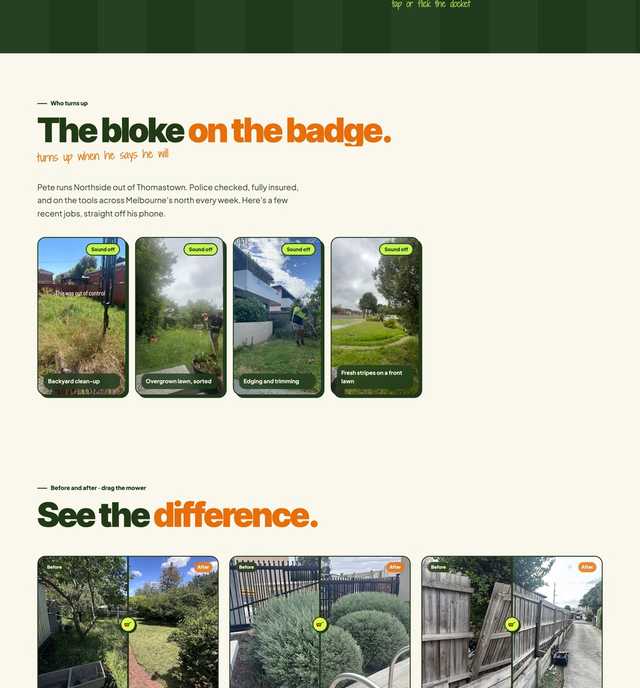 tap or flick the docket
Who turns up
The bloke on the badge.
turns up when he says he will
Pete runs Northside out of Thomastown. Police checked, fully insured,
and on the tools across Melbourne's north every week. Here's a few
recent jobs, straight off his phone.
Sound off
Sound off
Sound off
Sound off
This was out of control
Backyard clean-up
Overgrown lawn, sorted
Edging and trimming
Fresh stripes on a front
lawn
Before and after - drag the mower
See the difference.
Before
After
Before
After
Before
After